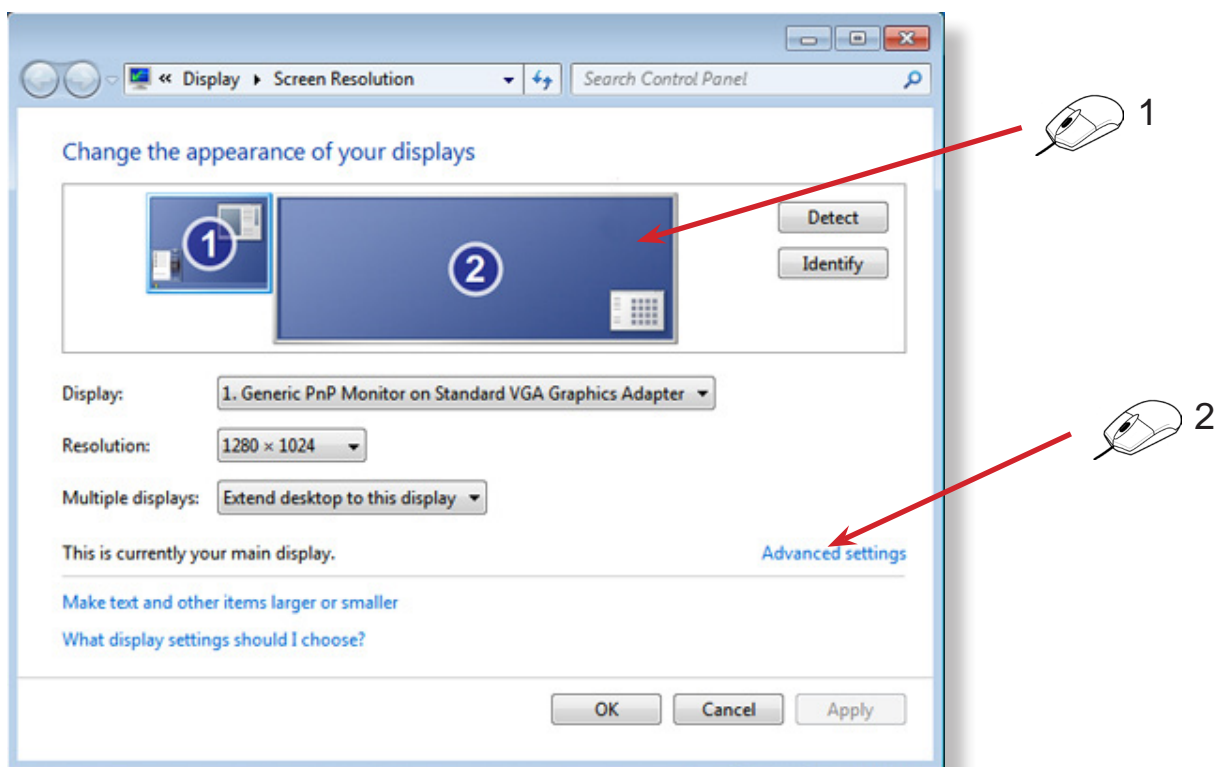 « Display ▸ Screen Resolution
Search Control Panel
1
Change the appearance of your displays
1
2
Detect
Identify
Display: 1. Generic PnP Monitor on Standard VGA Graphics Adapter
2
Resolution: 1280 × 1024
Multiple displays: Extend desktop to this display
This is currently your main display. Advanced settings
Make text and other items larger or smaller
What display settings should I choose?
OK Cancel Apply